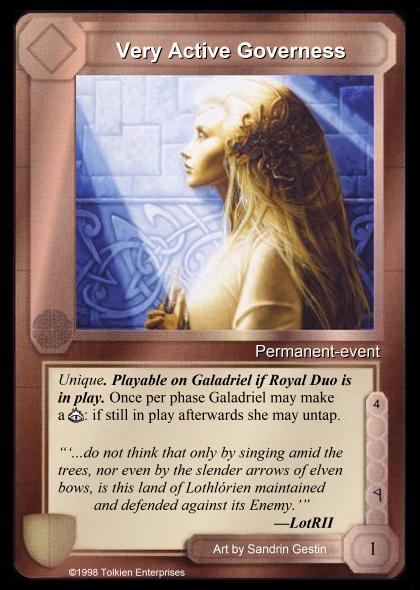 Very Active Governess
Permanent-event
Unique. Playable on Galadriel if Royal Duo is
in play. Once per phase Galadriel may make
a : if still in play afterwards she may untap.
4
“‘...do not think that only by singing amid the
trees, nor even by the slender arrows of elven
bows, is this land of Lothlórien maintained
and defended against its Enemy.’”
—LotRII
Art by Sandrin Gestin
1
©1998 Tolkien Enterprises